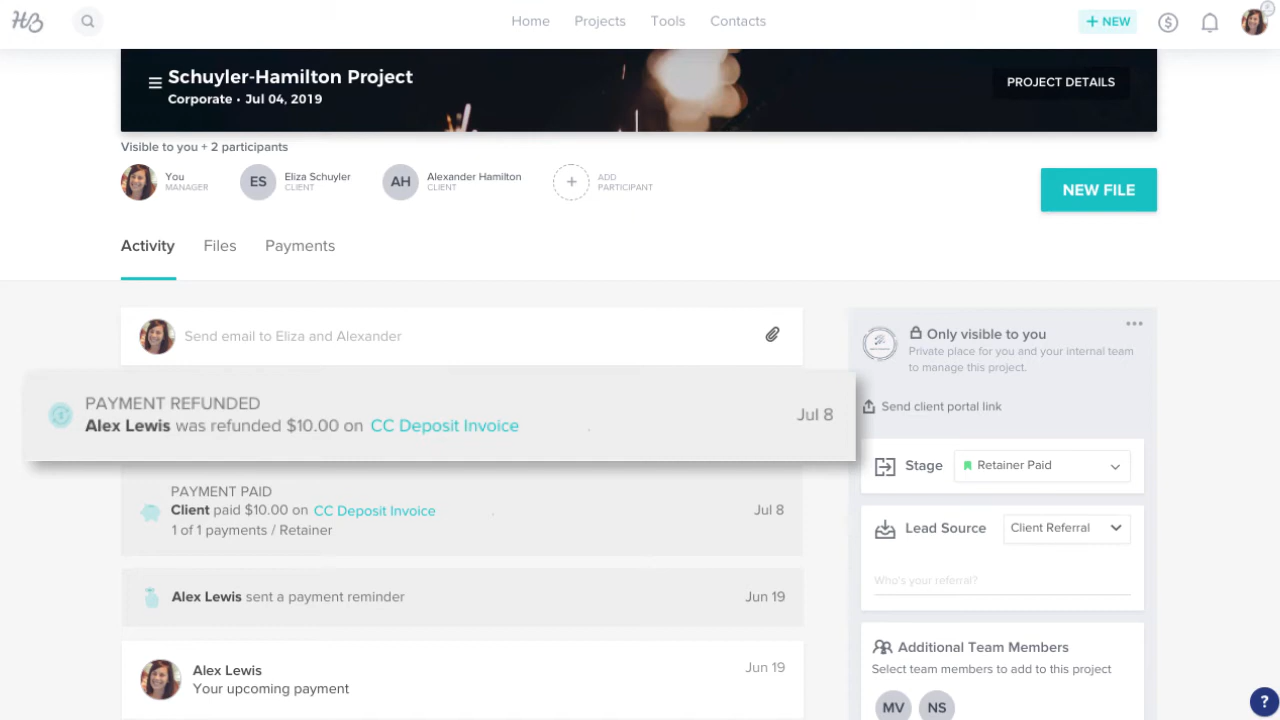 HB
Home
Projects
Tools
Contacts
+ NEW
Schuyler-Hamilton Project
Corporate • Jul 04, 2019
PROJECT DETAILS
Visible to you + 2 participants
You
MANAGER
ES
Eliza Schuyler
CLIENT
AH
Alexander Hamilton
CLIENT
+
ADD
PARTICIPANT
NEW FILE
Activity
Files
Payments
Send email to Eliza and Alexander
PAYMENT REFUNDED
Alex Lewis was refunded $10.00 on CC Deposit Invoice
Jul 8
PAYMENT PAID
Client paid $10.00 on CC Deposit Invoice
1 of 1 payments / Retainer
Jul 8
Alex Lewis sent a payment reminder
Jun 19
Alex Lewis
Your upcoming payment
Jun 19
Only visible to you
Private place for you and your internal team
to manage this project.
Send client portal link
Stage
Retainer Paid
Lead Source
Client Referral
Who's your referral?
Additional Team Members
Select team members to add to this project
MV
NS
?